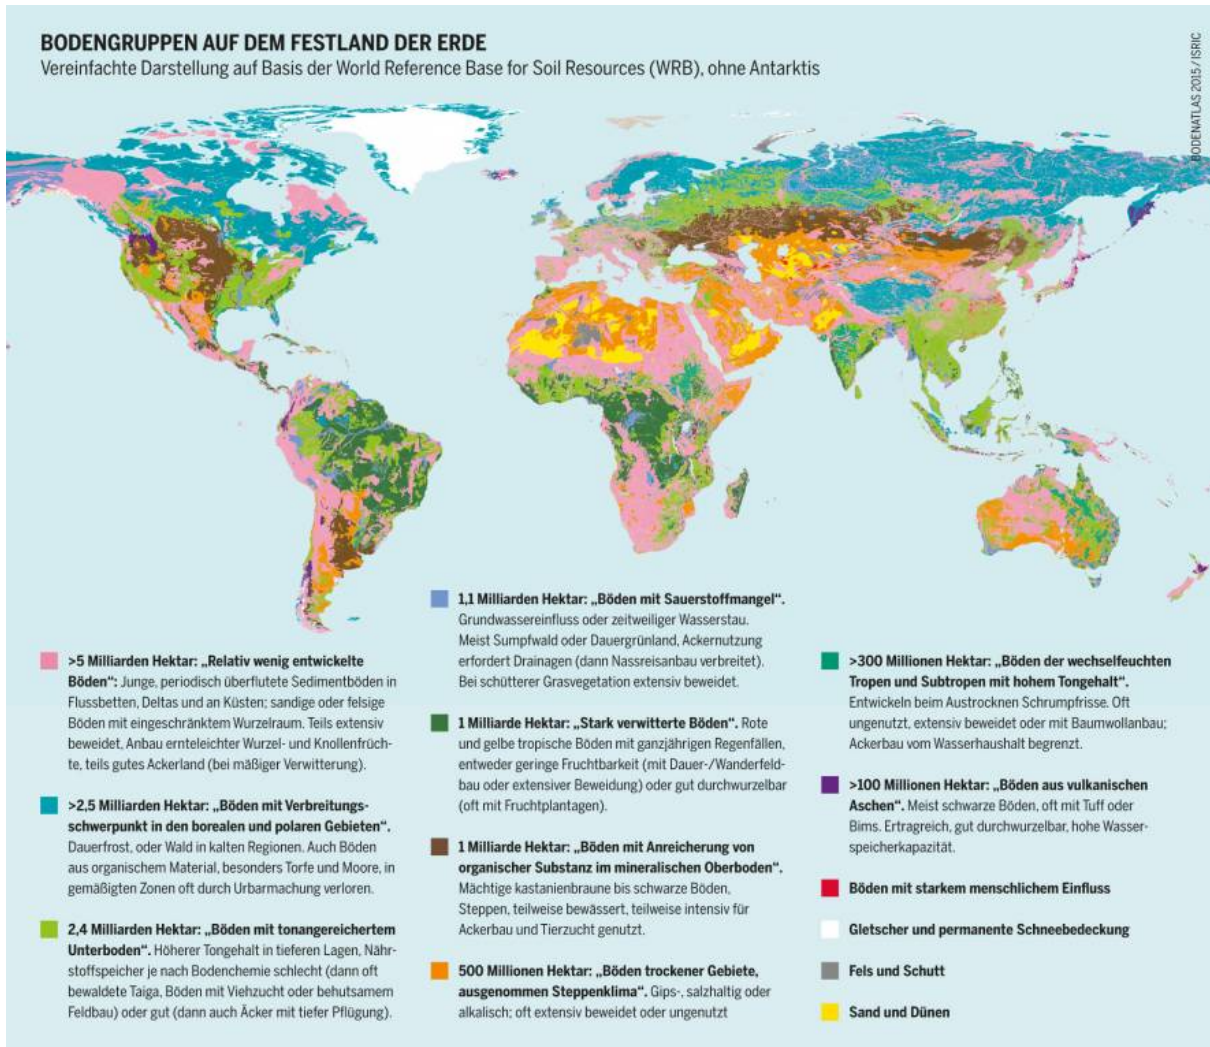 BODENGRUPPEN AUF DEM FESTLAND DER ERDE
Vereinfachte Darstellung auf Basis der World Reference Base for Soil Resources (WRB), ohne Antarktis
BODENATLAS 2015 / ISRIC
>5 Milliarden Hektar: „Relativ wenig entwickelte
Böden“: Junge, periodisch überflutete Sedimentböden in
Flussbetten, Deltas und an Küsten; sandige oder felsige
Böden mit eingeschränktem Wurzelraum. Teils extensiv
beweidet, Anbau ernteleichter Wurzel- und Knollenfrüch-
te, teils gutes Ackerland (bei mäßiger Verwitterung).
>2,5 Milliarden Hektar: „Böden mit Verbreitungs-
schwerpunkt in den borealen und polaren Gebieten“.
Dauerfrost, oder Wald in kalten Regionen. Auch Böden
aus organischem Material, besonders Torfe und Moore, in
gemäßigten Zonen oft durch Urbarmachung verloren.
2,4 Milliarden Hektar: „Böden mit tonangereichertem
Unterboden“. Höherer Tongehalt in tieferen Lagen, Nähr-
stoffspeicher je nach Bodenchemie schlecht (dann oft
bewaldete Taiga, Böden mit Viehzucht oder behutsamem
Feldbau) oder gut (dann auch Äcker mit tiefer Pflügung).
1,1 Milliarden Hektar: „Böden mit Sauerstoffmangel“.
Grundwassereinfluss oder zeitweiliger Wasserstau.
Meist Sumpfwald oder Dauergrünland, Ackernutzung
erfordert Drainagen (dann Nassreisanbau verbreitet).
Bei schütterer Grasvegetation extensiv beweidet.
1 Milliarde Hektar: „Stark verwitterte Böden“. Rote
und gelbe tropische Böden mit ganzjährigen Regenfällen,
entweder geringe Fruchtbarkeit (mit Dauer-/Wanderfeld-
bau oder extensiver Beweidung) oder gut durchwurzelbar
(oft mit Fruchtplantagen).
1 Milliarde Hektar: „Böden mit Anreicherung von
organischer Substanz im mineralischen Oberboden“.
Mächtige kastanienbraune bis schwarze Böden,
Steppen, teilweise bewässert, teilweise intensiv für
Ackerbau und Tierzucht genutzt.
500 Millionen Hektar: „Böden trockener Gebiete,
ausgenommen Steppenklima“. Gips-, salzhaltig oder
alkalisch; oft extensiv beweidet oder ungenutzt
>300 Millionen Hektar: „Böden der wechselfeuchten
Tropen und Subtropen mit hohem Tongehalt“.
Entwickeln beim Austrocknen Schrumpfrisse. Oft
ungenutzt, extensiv beweidet oder mit Baumwollanbau;
Ackerbau vom Wasserhaushalt begrenzt.
>100 Millionen Hektar: „Böden aus vulkanischen
Aschen“. Meist schwarze Böden, oft mit Tuff oder
Bims. Ertragreich, gut durchwurzelbar, hohe Wasser-
speicherkapazität.
Böden mit starkem menschlichem Einfluss
Gletscher und permanente Schneebedeckung
Fels und Schutt
Sand und Dünen